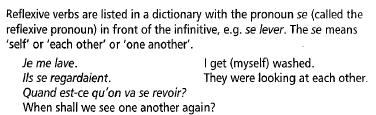 Reflexive verbs are listed in a dictionary with the pronoun se (called the
reflexive pronoun) in front of the infinitive, e.g. se lever. The se means
'self' or 'each other' or 'one another'.
Je me lave. I get (myself) washed.
Ils se regardaient. They were looking at each other.
Quand est-ce qu'on va se revoir?
When shall we see one another again?